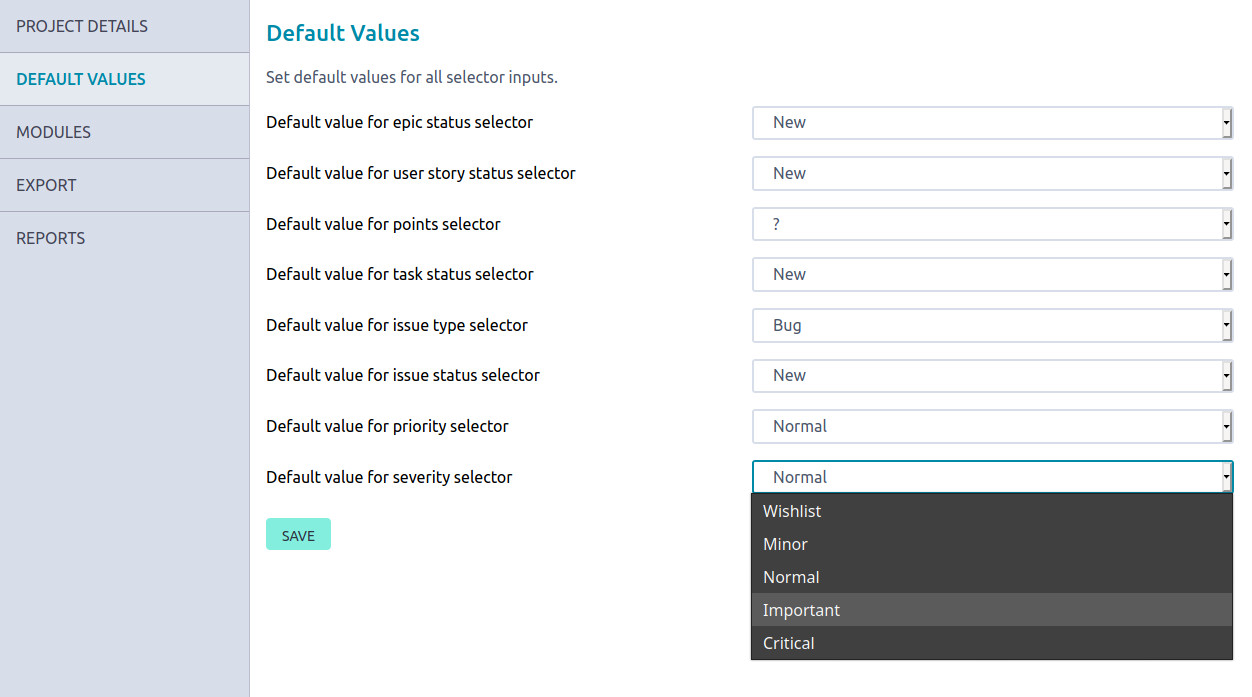 PROJECT DETAILS
DEFAULT VALUES
MODULES
EXPORT
REPORTS
Default Values
Set default values for all selector inputs.
Default value for epic status selector New
Default value for user story status selector New
Default value for points selector ?
Default value for task status selector New
Default value for issue type selector Bug
Default value for issue status selector New
Default value for priority selector Normal
Default value for severity selector Normal
Wishlist
Minor
Normal
Important
Critical
SAVE